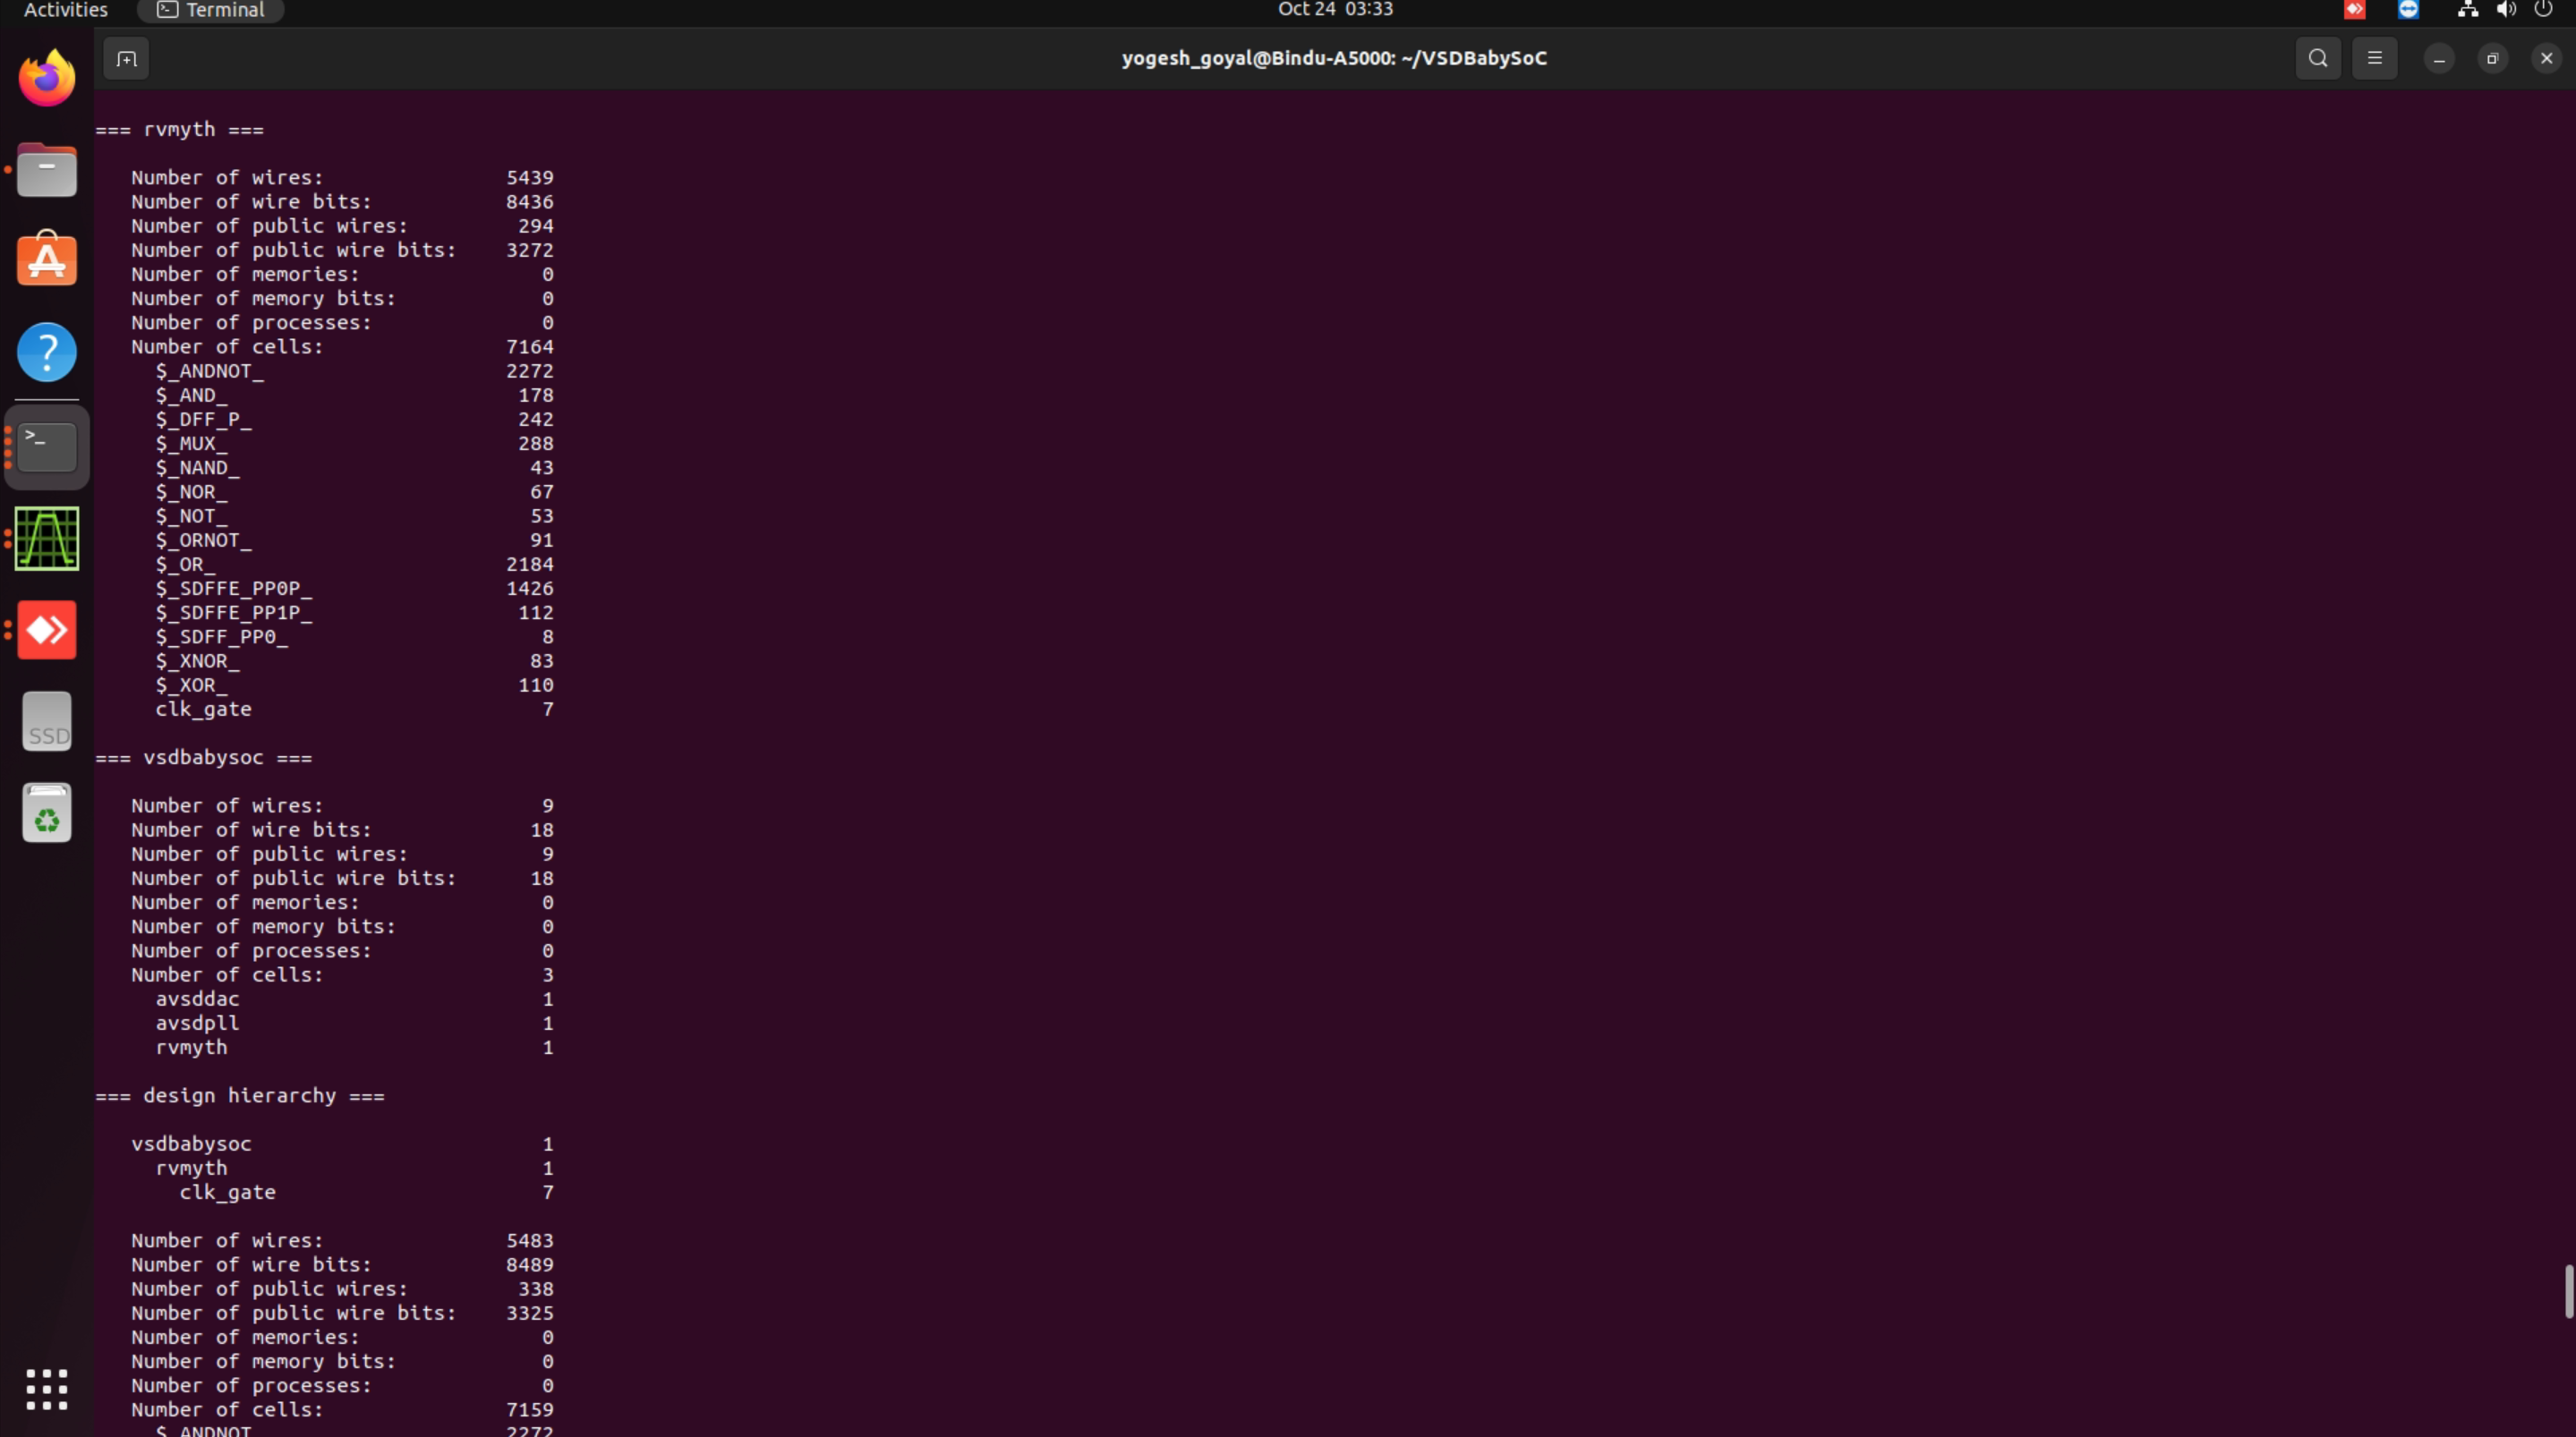 Activities Terminal Oct 24 03:33
yogesh_goyal@Bindu-A5000: ~/VSDBabySoC
=== rvmyth ===
Number of wires: 5439
Number of wire bits: 8436
Number of public wires: 294
Number of public wire bits: 3272
Number of memories: 0
Number of memory bits: 0
Number of processes: 0
Number of cells: 7164
$_ANDNOT_ 2272
$_AND_ 178
$_DFF_P_ 242
$_MUX_ 288
$_NAND_ 43
$_NOR_ 67
$_NOT_ 53
$_ORNOT_ 91
$_OR_ 2184
$_SDFFE_PP0P_ 1426
$_SDFFE_PP1P_ 112
$_SDFF_PP0_ 8
$_XNOR_ 83
$_XOR_ 110
clk_gate 7
SSD
=== vsdbabysoc ===
Number of wires: 9
Number of wire bits: 18
Number of public wires: 9
Number of public wire bits: 18
Number of memories: 0
Number of memory bits: 0
Number of processes: 0
Number of cells: 3
avsddac 1
avsdpll 1
rvmyth 1
=== design hierarchy ===
vsdbabysoc 1
rvmyth 1
clk_gate 7
Number of wires: 5483
Number of wire bits: 8489
Number of public wires: 338
Number of public wire bits: 3325
Number of memories: 0
Number of memory bits: 0
Number of processes: 0
Number of cells: 7159
$_ANDNOT_ 2272